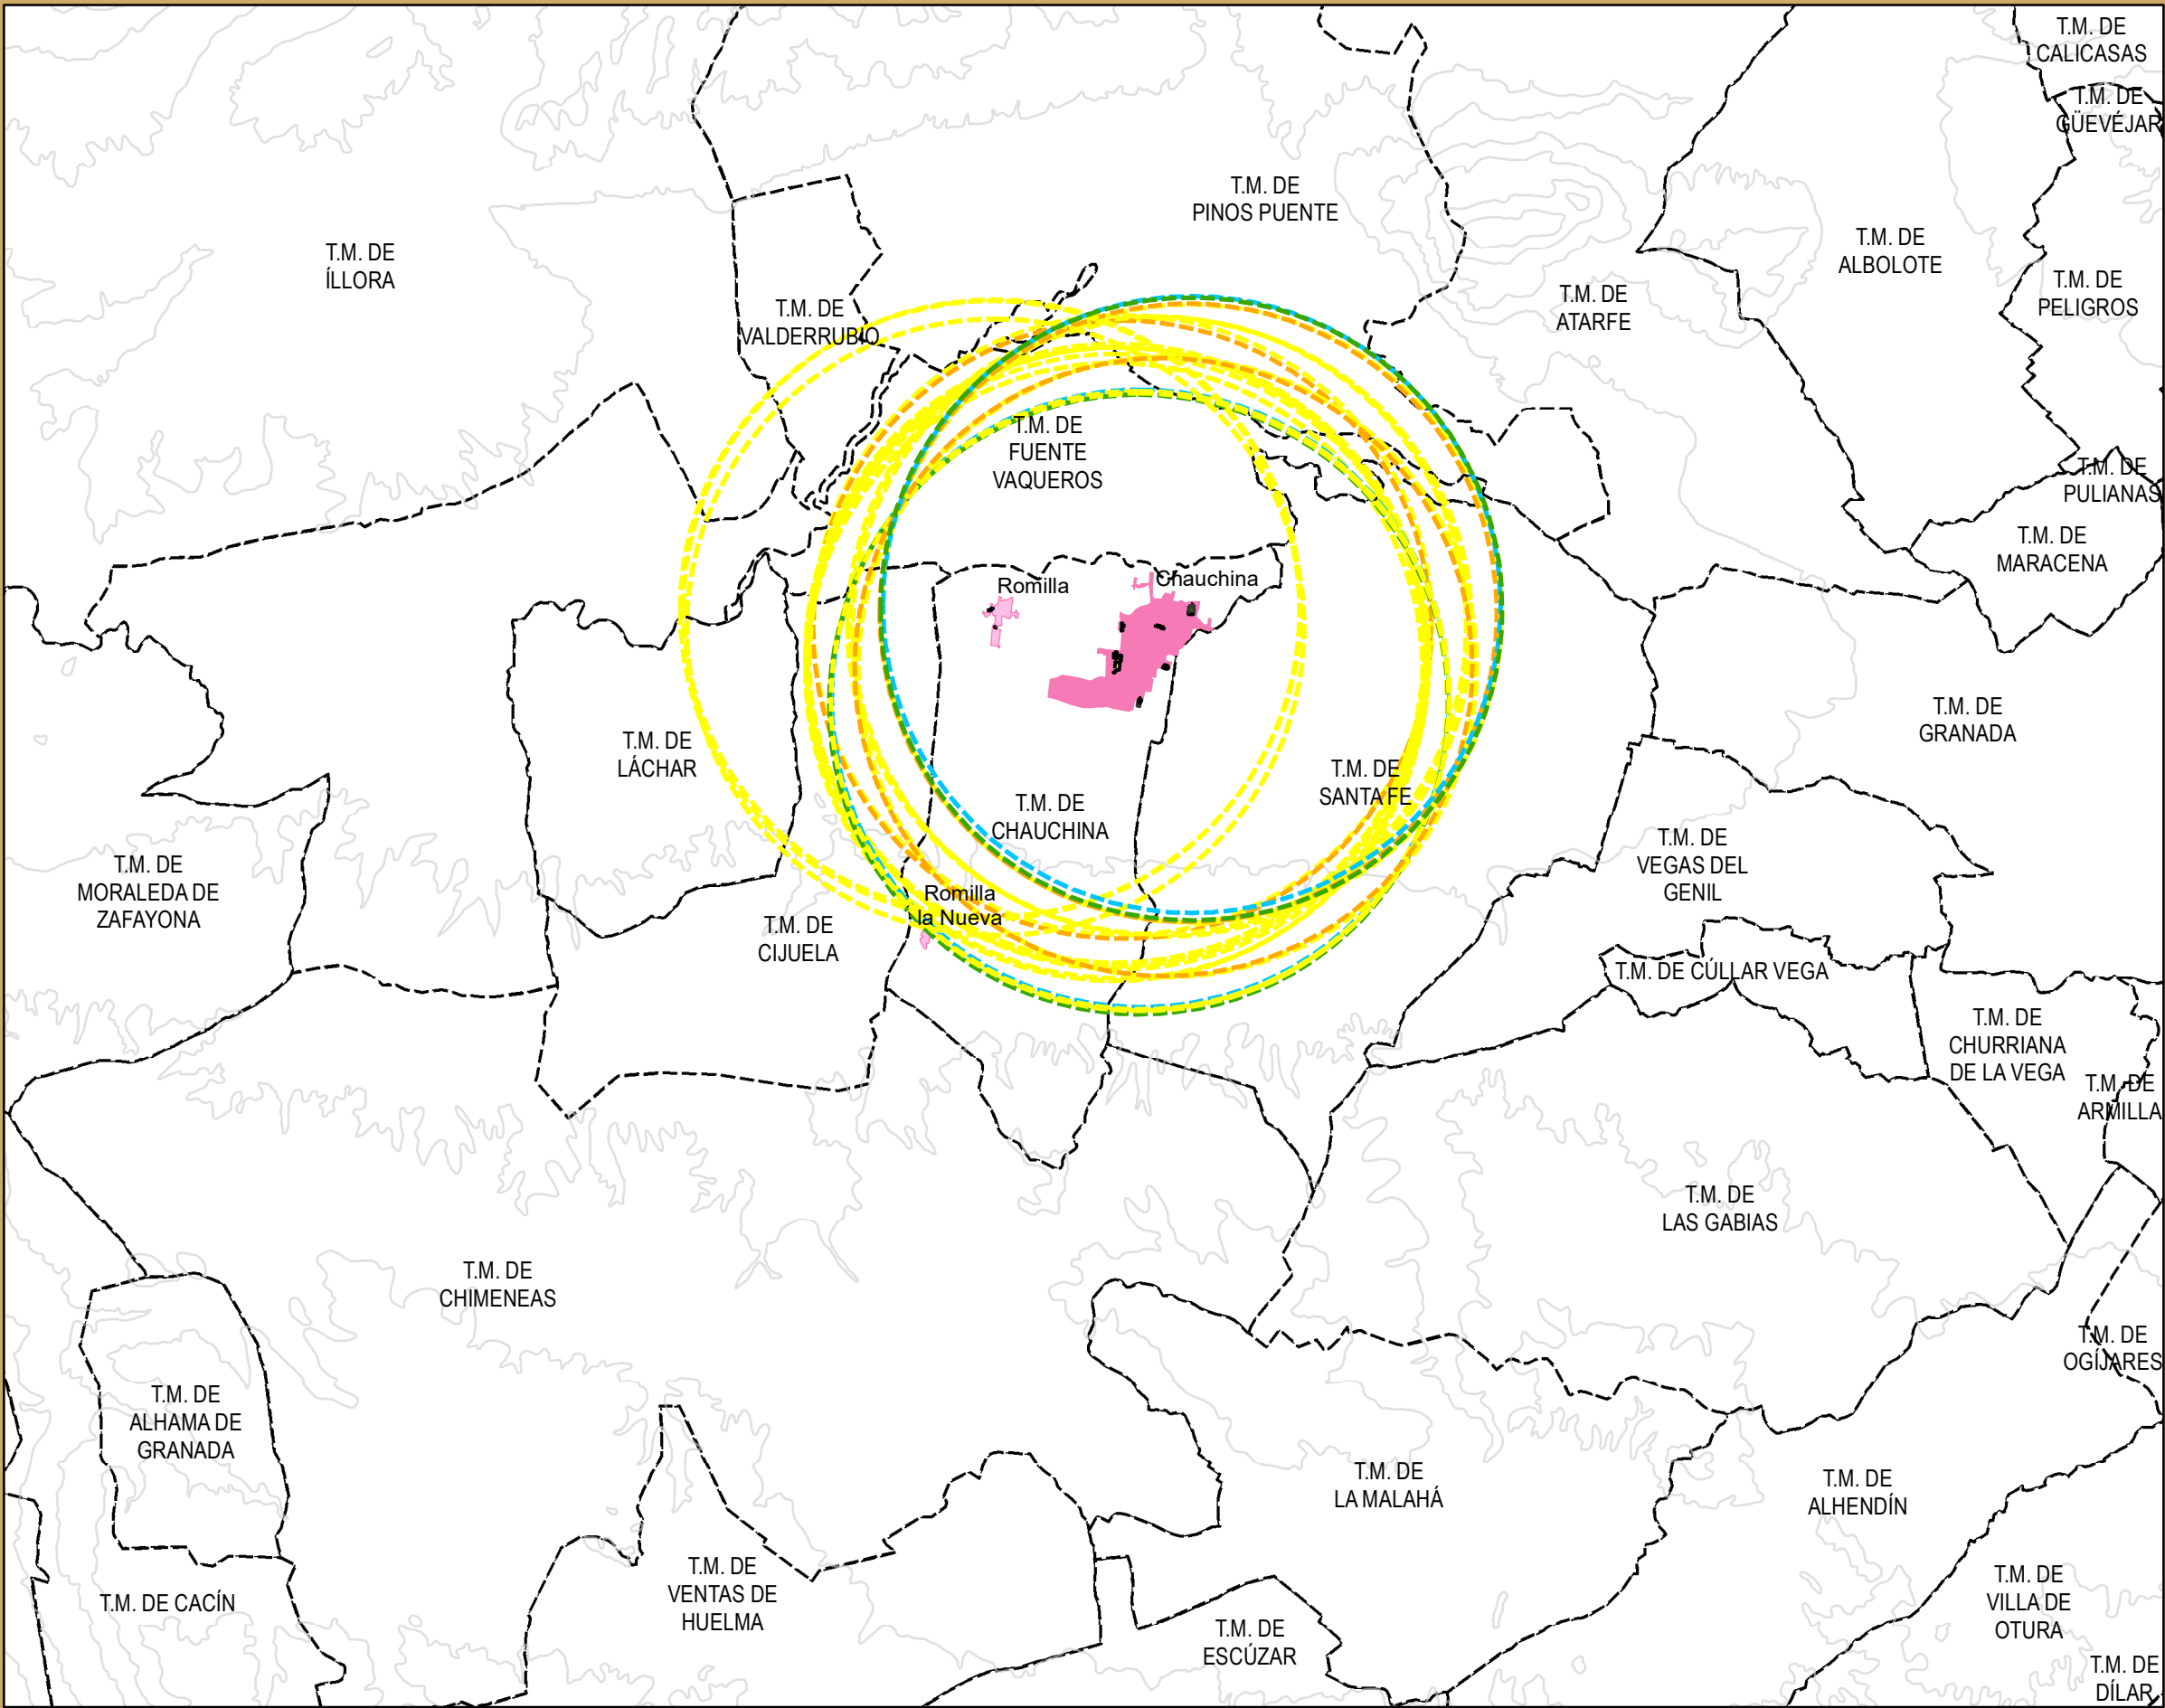 T.M. DE
CALICASAS
T.M. DE
GÜEVÉJAR
T.M. DE
PINOS PUENTE
T.M. DE
ÍLLORA
T.M. DE
ALBOLOTE
T.M. DE
PELIGROS
T.M. DE
VALDERRUBIO
T.M. DE
ATARFE
T.M. DE
FUENTE
VAQUEROS
T.M. DE
PULIANAS
T.M. DE
MARACENA
Romilla
Chauchina
T.M. DE
GRANADA
T.M. DE
LÁCHAR
T.M. DE
SANTA FE
T.M. DE
CHAUCHINA
T.M. DE
VEGAS DEL
GENIL
T.M. DE
MORALEDA DE
ZAFAYONA
Romilla
la Nueva
T.M. DE
CIJUELA
T.M. DE CÚLLAR VEGA
T.M. DE
CHURRIANA
DE LA VEGA
T.M. DE
ARMILLA
T.M. DE
LAS GABIAS
T.M. DE
CHIMENEAS
T.M. DE
OGÍJARES
T.M. DE
ALHAMA DE
GRANADA
T.M. DE
LA MALAHÁ
T.M. DE
ALHENDÍN
T.M. DE CACÍN
T.M. DE
VENTAS DE
HUELMA
T.M. DE
ESCÚZAR
T.M. DE
VILLA DE
OTURA
T.M. DE
DÍLAR